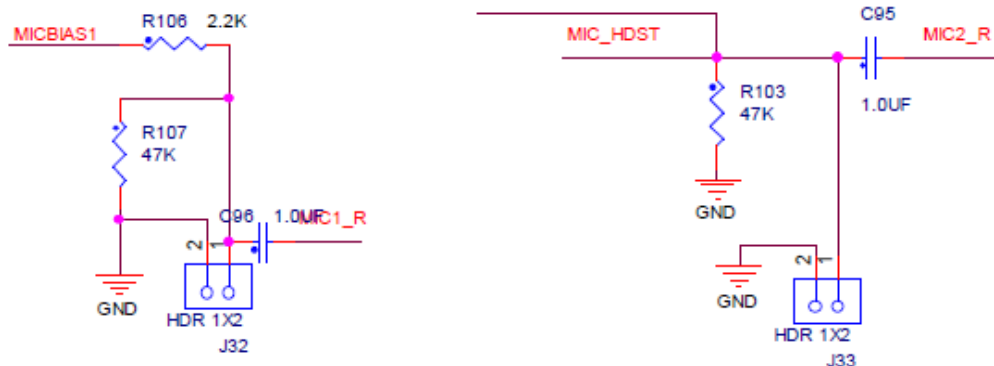 MICBIAS1
R106 2.2K
R107
47K
C96 1.0UF
MIC1_R
2 1
GND
HDR 1X2
J32
MIC_HDST
C95
MIC2_R
1.0UF
R103
47K
GND
2 1
GND
HDR 1X2
J33